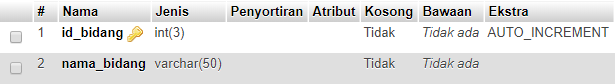 # Nama Jenis Penyortiran Atribut Kosong Bawaan Ekstra
1 id_bidang int(3) Tidak Tidak ada AUTO_INCREMENT
2 nama_bidang varchar(50) Tidak Tidak ada